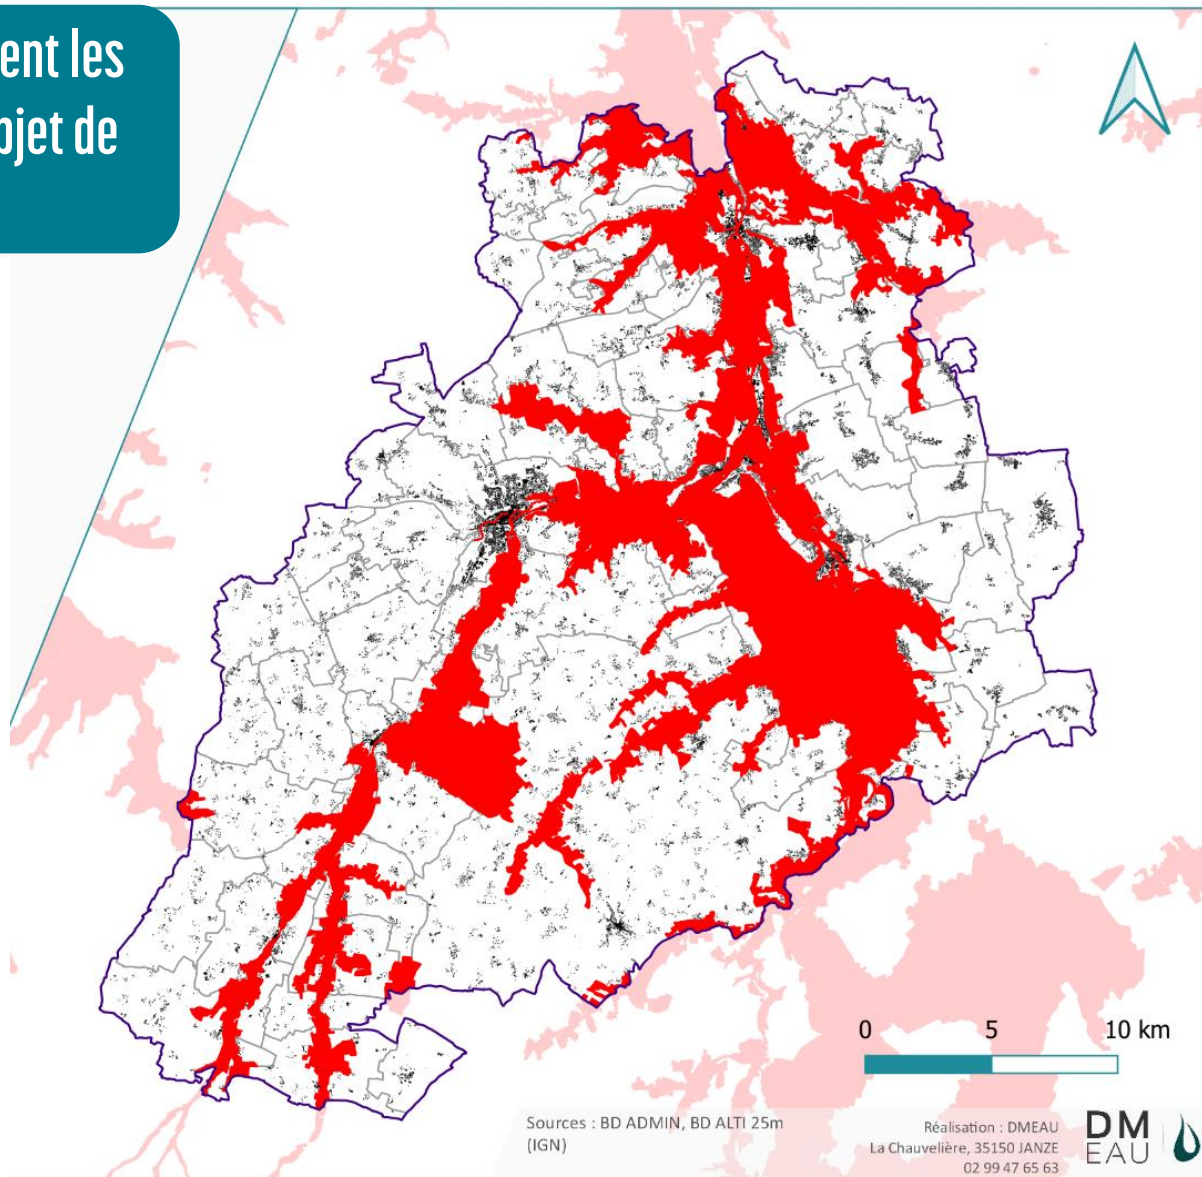 ent les
bjet de
0 5 10 km
Sources : BD ADMIN, BD ALTI 25m
(IGN)
Réalisation : DMEAU
La Chauvelière, 35150 JANZE
02 99 47 65 63
DM
EAU